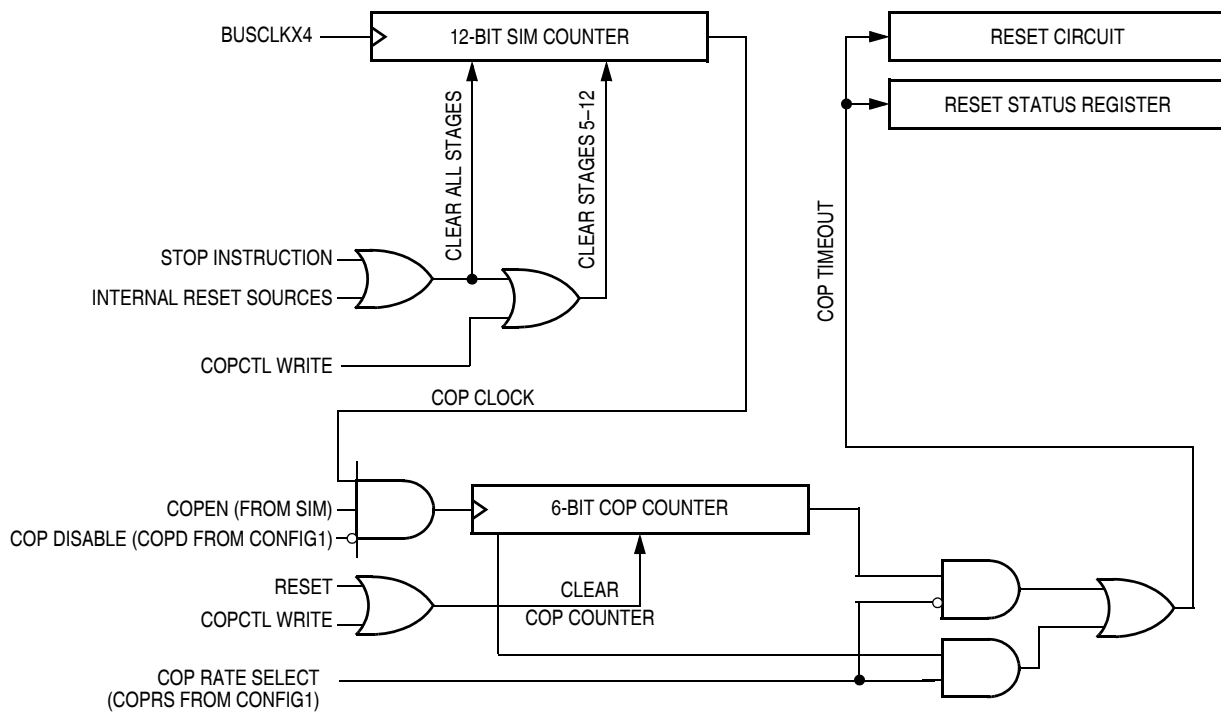 BUSCLKX4
12-BIT SIM COUNTER
RESET CIRCUIT
RESET STATUS REGISTER
CLEAR ALL STAGES
CLEAR STAGES 5–12
COP TIMEOUT
STOP INSTRUCTION
INTERNAL RESET SOURCES
COPCTL WRITE
COP CLOCK
COPEN (FROM SIM)
COP DISABLE (COPD FROM CONFIG1)
6-BIT COP COUNTER
RESET
COPCTL WRITE
CLEAR
COP COUNTER
COP RATE SELECT
(COPRS FROM CONFIG1)